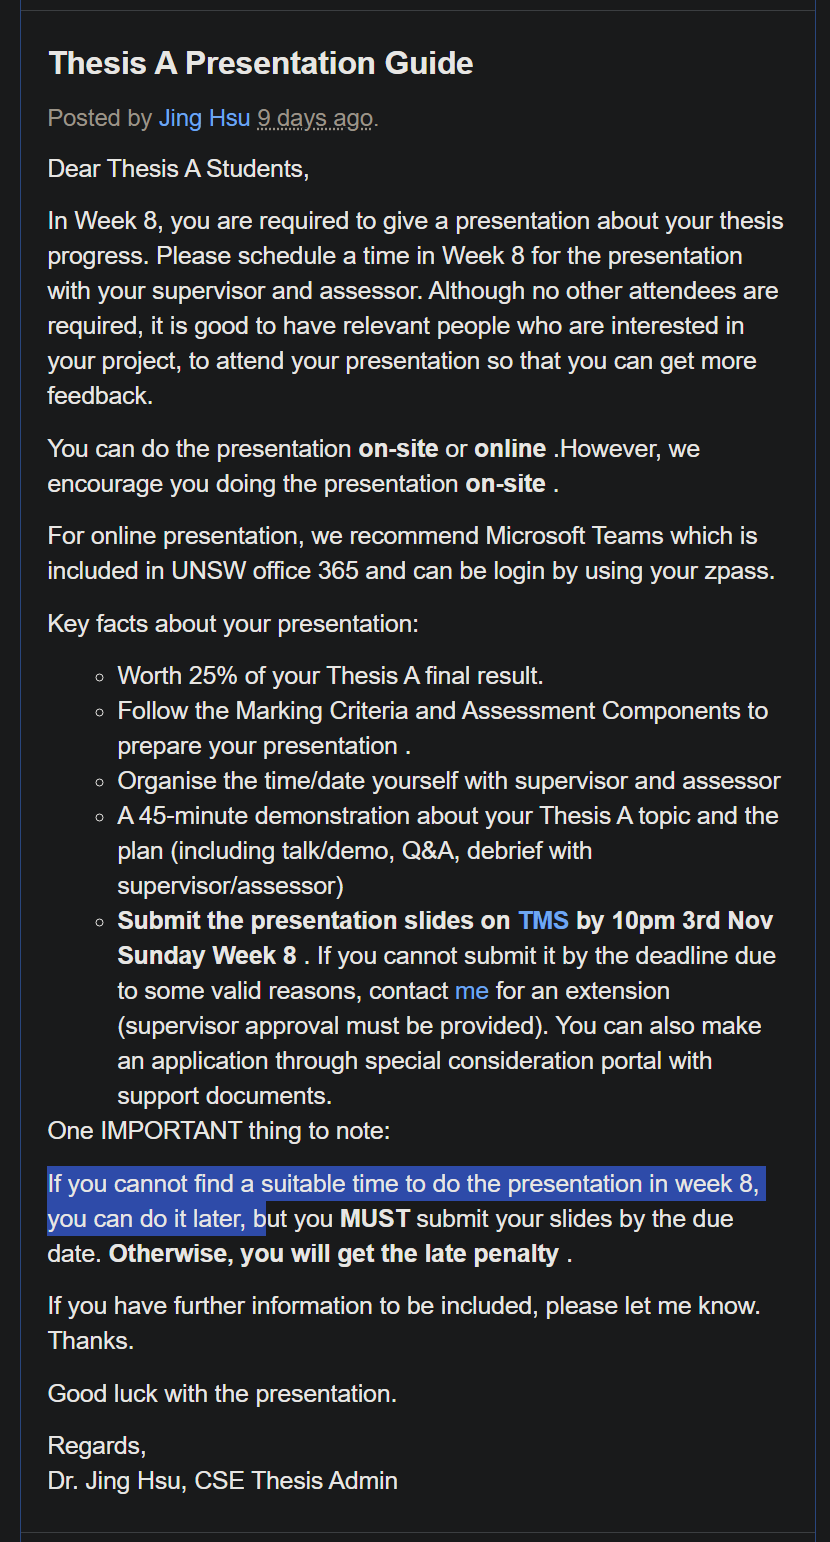 Thesis A Presentation Guide
Posted by Jing Hsu 9 days ago.
Dear Thesis A Students,
In Week 8, you are required to give a presentation about your thesis
progress. Please schedule a time in Week 8 for the presentation
with your supervisor and assessor. Although no other attendees are
required, it is good to have relevant people who are interested in
your project, to attend your presentation so that you can get more
feedback.
You can do the presentation on-site or online .However, we
encourage you doing the presentation on-site .
For online presentation, we recommend Microsoft Teams which is
included in UNSW office 365 and can be login by using your zpass.
Key facts about your presentation:
◦ Worth 25% of your Thesis A final result.
◦ Follow the Marking Criteria and Assessment Components to
prepare your presentation .
◦ Organise the time/date yourself with supervisor and assessor
◦ A 45-minute demonstration about your Thesis A topic and the
plan (including talk/demo, Q&A, debrief with
supervisor/assessor)
◦ Submit the presentation slides on TMS by 10pm 3rd Nov
Sunday Week 8 . If you cannot submit it by the deadline due
to some valid reasons, contact me for an extension
(supervisor approval must be provided). You can also make
an application through special consideration portal with
support documents.
One IMPORTANT thing to note:
If you cannot find a suitable time to do the presentation in week 8,
you can do it later, but you MUST submit your slides by the due
date. Otherwise, you will get the late penalty .
If you have further information to be included, please let me know.
Thanks.
Good luck with the presentation.
Regards,
Dr. Jing Hsu, CSE Thesis Admin